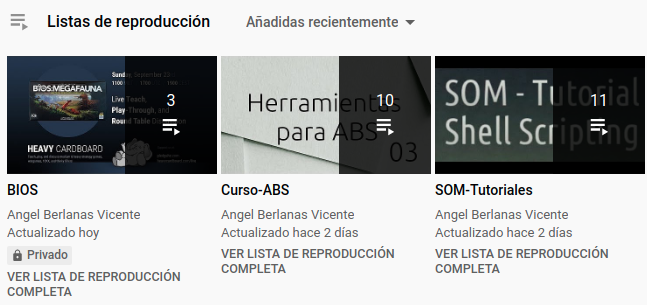 Listas de reproducción
Añadidas recientemente
BIOS:MEGAFAUNA
Live Teach,
Play-Through, and
Round Table
HEAVY CARDBOARD
3
Herramientas
para ABS
03
10
SOM - Tutorial
Shell Scripting
11
BIOS
Angel Berlanas Vicente
Actualizado hoy
Privado
VER LISTA DE REPRODUCCIÓN
COMPLETA
Curso-ABS
Angel Berlanas Vicente
Actualizado hace 2 días
VER LISTA DE REPRODUCCIÓN
COMPLETA
SOM-Tutoriales
Angel Berlanas Vicente
Actualizado hace 2 días
VER LISTA DE REPRODUCCIÓN
COMPLETA